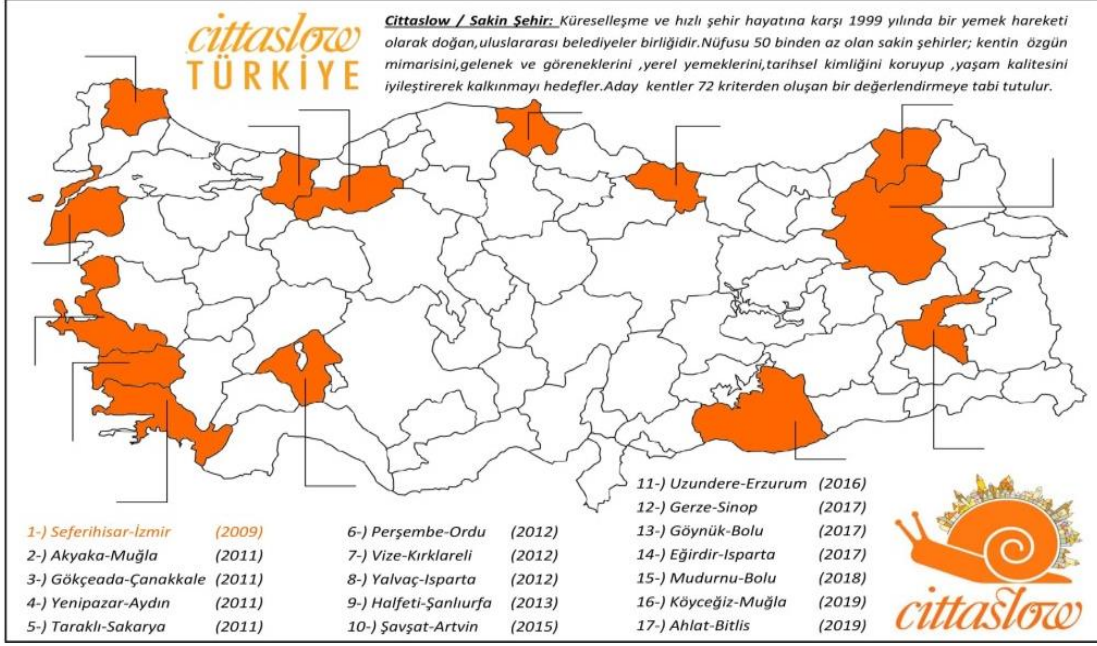 cittaslow
TÜRKİYE
Cittaslow / Sakin Şehir: Küreselleşme ve hızlı şehir hayatına karşı 1999 yılında bir yemek hareketi
olarak doğan,uluslararası belediyeler birliğidir.Nüfusu 50 binden az olan sakin şehirler; kentin özgün
mimarisini,gelenek ve göreneklerini ,yerel yemeklerini,tarihsel kimliğini koruyup ,yaşam kalitesini
iyileştirerek kalkınmayı hedefler.Aday kentler 72 kriterden oluşan bir değerlendirmeye tabi tutulur.
1-) Seferihisar-İzmir (2009)
2-) Akyaka-Muğla (2011)
3-) Gökçeada-Çanakkale (2011)
4-) Yenipazar-Aydın (2011)
5-) Taraklı-Sakarya (2011)
6-) Perşembe-Ordu (2012)
7-) Vize-Kırklareli (2012)
8-) Yalvaç-Isparta (2012)
9-) Halfeti-Şanlıurfa (2013)
10-) Şavşat-Artvin (2015)
11-) Uzundere-Erzurum (2016)
12-) Gerze-Sinop (2017)
13-) Göynük-Bolu (2017)
14-) Eğirdir-Isparta (2017)
15-) Mudurnu-Bolu (2018)
16-) Köyceğiz-Muğla (2019)
17-) Ahlat-Bitlis (2019)
cittaslow